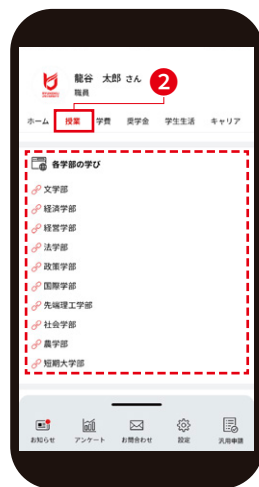 龍谷 太郎 さん
職員
2
ホーム 授業 学費 奨学金 学生生活 キャリア
各学部の学び
文学部
経済学部
経営学部
法学部
政策学部
国際学部
先端理工学部
社会学部
農学部
短期大学部
お知らせ アンケート お問合わせ 設定 汎用申請